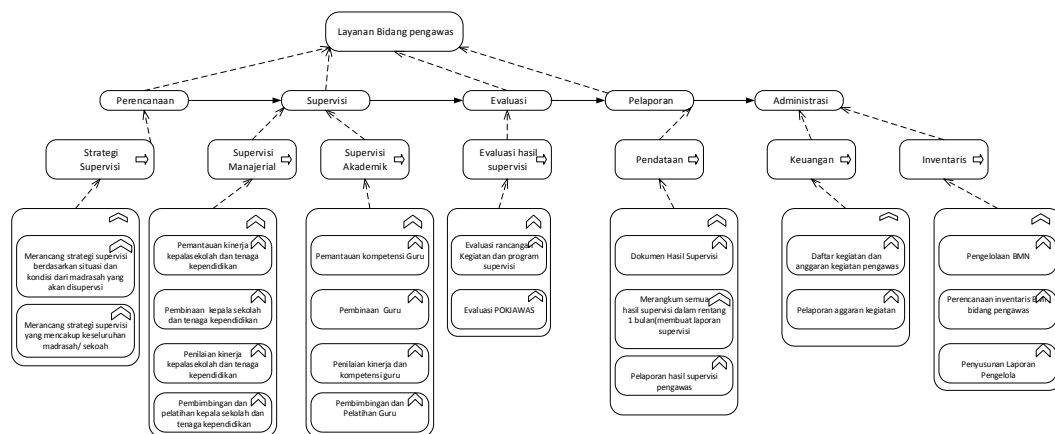 Layanan Bidang pengawas
Perencanaan
Supervisi
Evaluasi
Pelaporan
Administrasi
Strategi
Supervisi
Supervisi
Manajerial
Supervisi
Akademik
Evaluasi hasil
supervisi
Pendataan
Keuangan
Inventaris
Merancang strategi supervisi
berdasarkan situasi dan
kondisi dari madrasah yang
akan disupervsi
Merancang strategi supervisi
yang mencakup keseluruhan
madrasah/ sekoah
Pemantauan kinerja
kepalasekolah dan tenaga
kependidikan
Pembinaan kepala sekolah
dan tenaga kependidikan
Penilaian kinerja
kepalasekolah dan tenaga
kependidikan
Pembimbingan dan
pelatihan kepala sekolah dan
tenaga kependidikan
Pemantauan kompetensi Guru
Pembinaan Guru
Penilaian kinerja dan
kompetensi guru
Pembimbingan dan
Pelatihan Guru
Evaluasi rancangan
Kegiatan dan program
supervisi
Evaluasi POKJAWAS
Dokumen Hasil Supervisi
Merangkum semua
hasil supervisi dalam rentang
1 bulan(membuat laporan
supervisi
Pelaporan hasil supervisi
pengawas
Daftar kegiatan dan
anggaran kegiatan pengawas
Pelaporan aggaran kegiatan
Pengelolaan BMN
Perencanaan inventaris BMN
bidang pengawas
Penyusunan Laporan
Pengelola